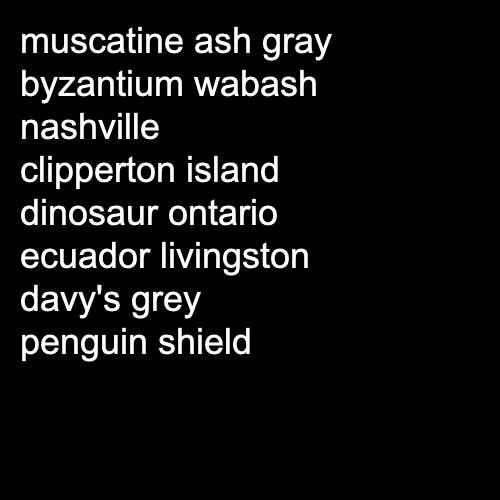 muscatine ash gray
byzantium wabash
nashville
clipperton island
dinosaur ontario
ecuador livingston
davy's grey
penguin shield